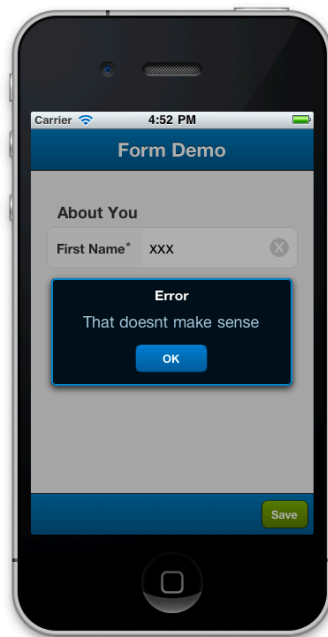 Carrier 4:52 PM
Form Demo
About You
First Name* XXX
Error
That doesnt make sense
OK
Save